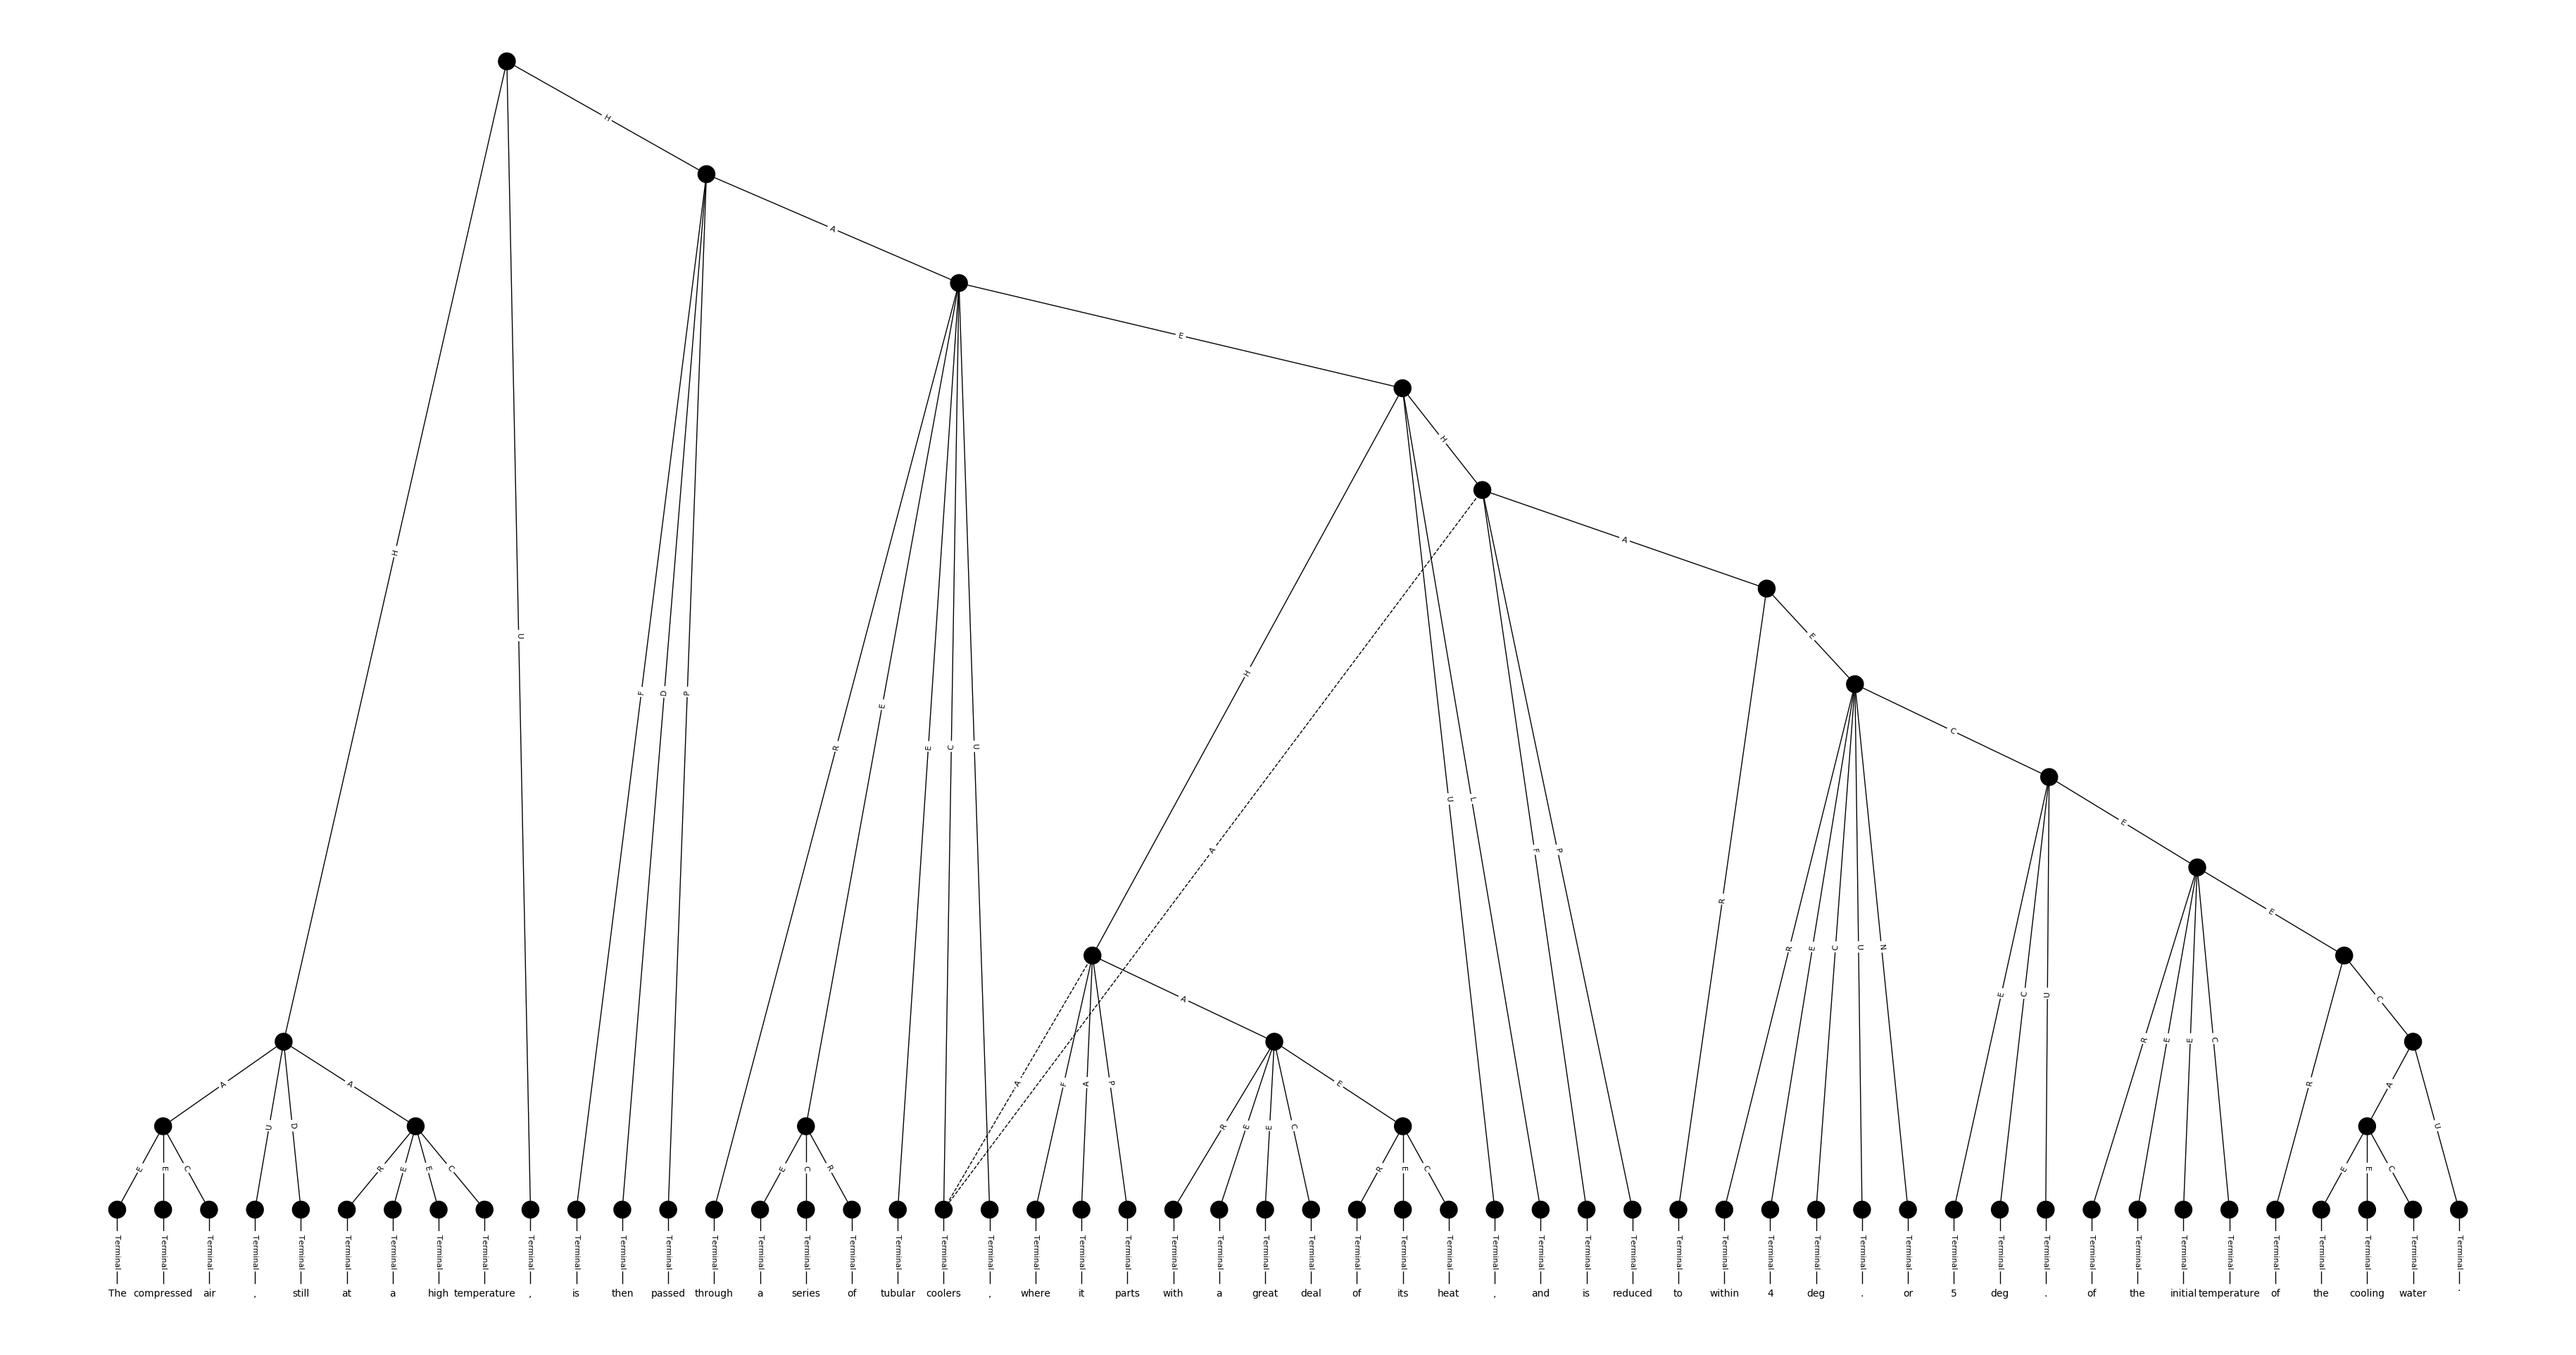 H
H
A
E
H
A
E
C
E
E
C
H U F D P R E E C U H A U L F P R R E C U N E C U R E E C R A U
A U D A A F A P A R E E C E
E E C R E E C E C R R E C E E C
Terminal Terminal Terminal Terminal Terminal Terminal Terminal Terminal Terminal Terminal Terminal Terminal Terminal Terminal Terminal Terminal Terminal Terminal Terminal Terminal Terminal Terminal Terminal Terminal Terminal Terminal Terminal Terminal Terminal Terminal Terminal Terminal Terminal Terminal Terminal Terminal Terminal Terminal Terminal Terminal Terminal Terminal Terminal Terminal Terminal Terminal Terminal Terminal Terminal Terminal Terminal Terminal
The compressed air , still at a high temperature , is then passed through a series of tubular coolers , where it parts with a great deal of its heat , and is reduced to within 4 deg . or 5 deg . of the initial temperature of the cooling water .